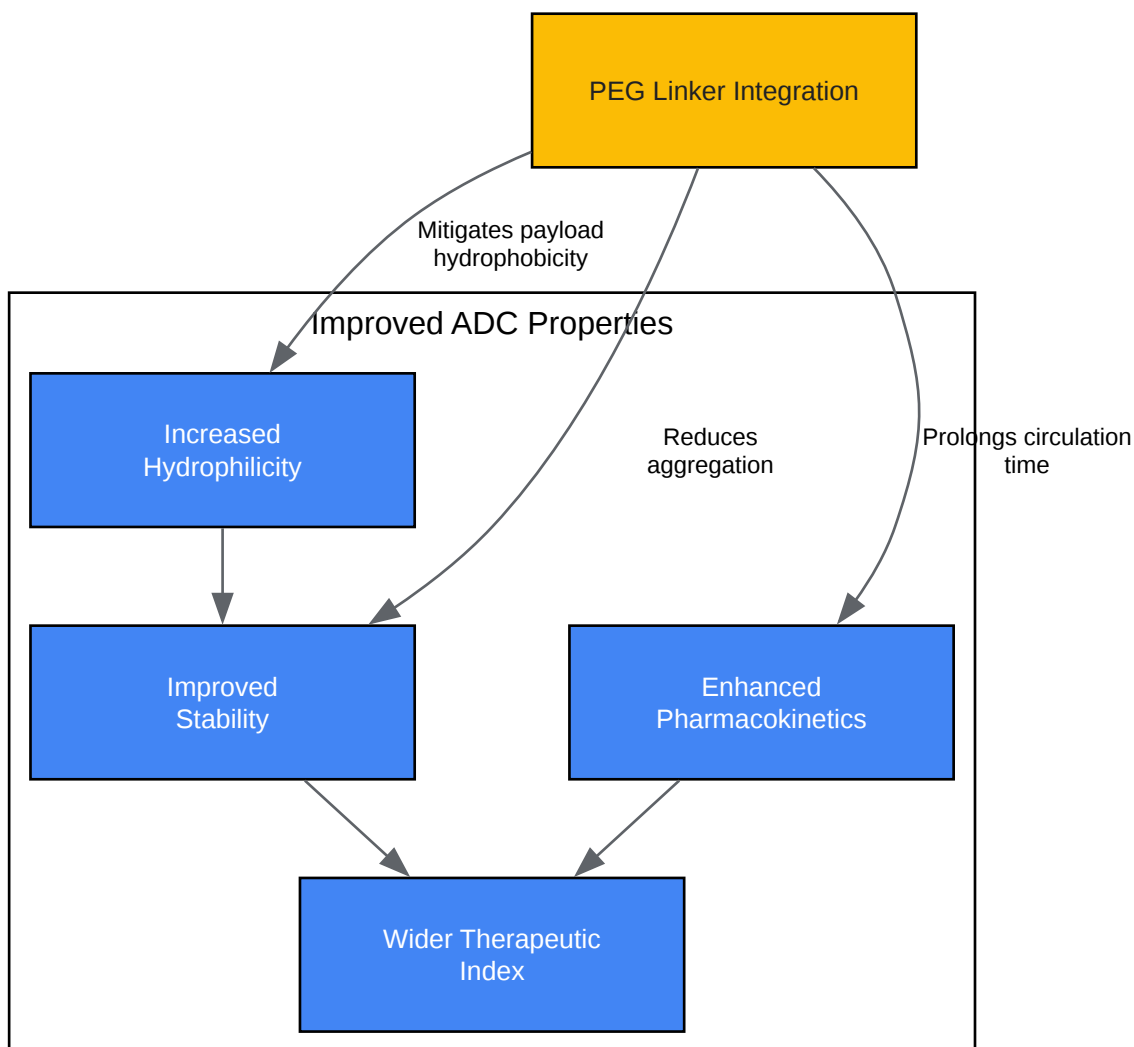 PEG Linker Integration
Mitigates payload
hydrophobicity
Improved ADC Properties
Increased
Hydrophilicity
Reduces
aggregation
Prolongs circulation
time
Improved
Stability
Enhanced
Pharmacokinetics
Wider Therapeutic
Index